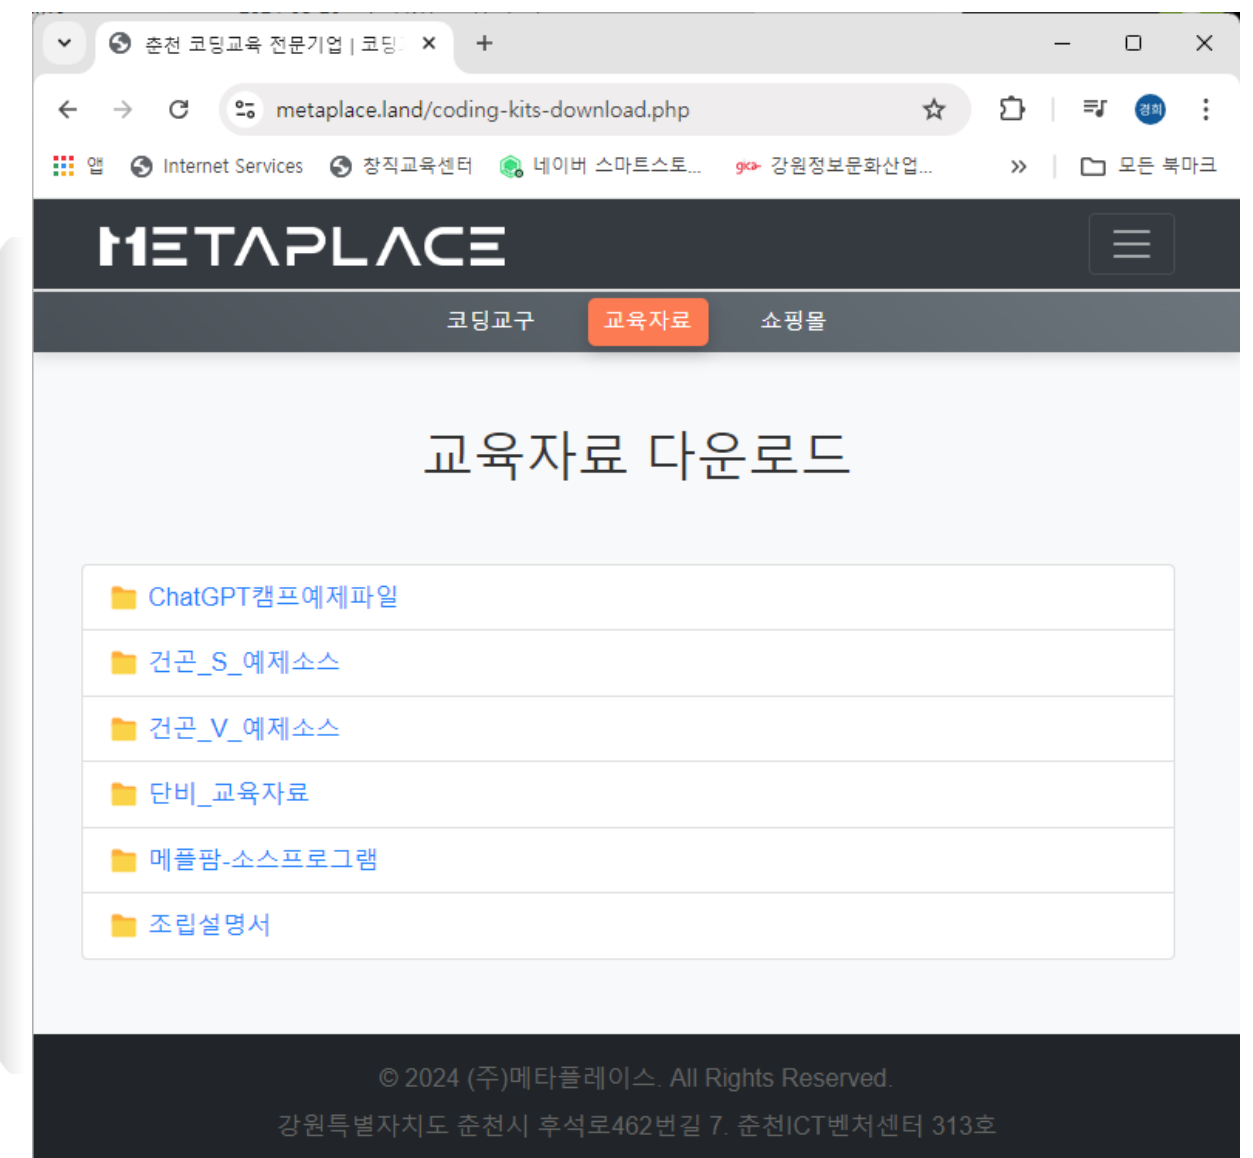 춘천 코딩교육 전문기업 | 코딩
metaplace.land/coding-kits-download.php
경희
앱 Internet Services 창직교육센터 네이버 스마트스토... gica 강원정보문화산업... » 모든 북마크
METAPLACE
코딩교구 교육자료 쇼핑몰
교육자료 다운로드
ChatGPT캠프예제파일
건곤_S_예제소스
건곤_V_예제소스
단비_교육자료
메플팜-소스프로그램
조립설명서
© 2024 (주)메타플레이스. All Rights Reserved.
강원특별자치도 춘천시 후석로462번길 7. 춘천ICT벤처센터 313호